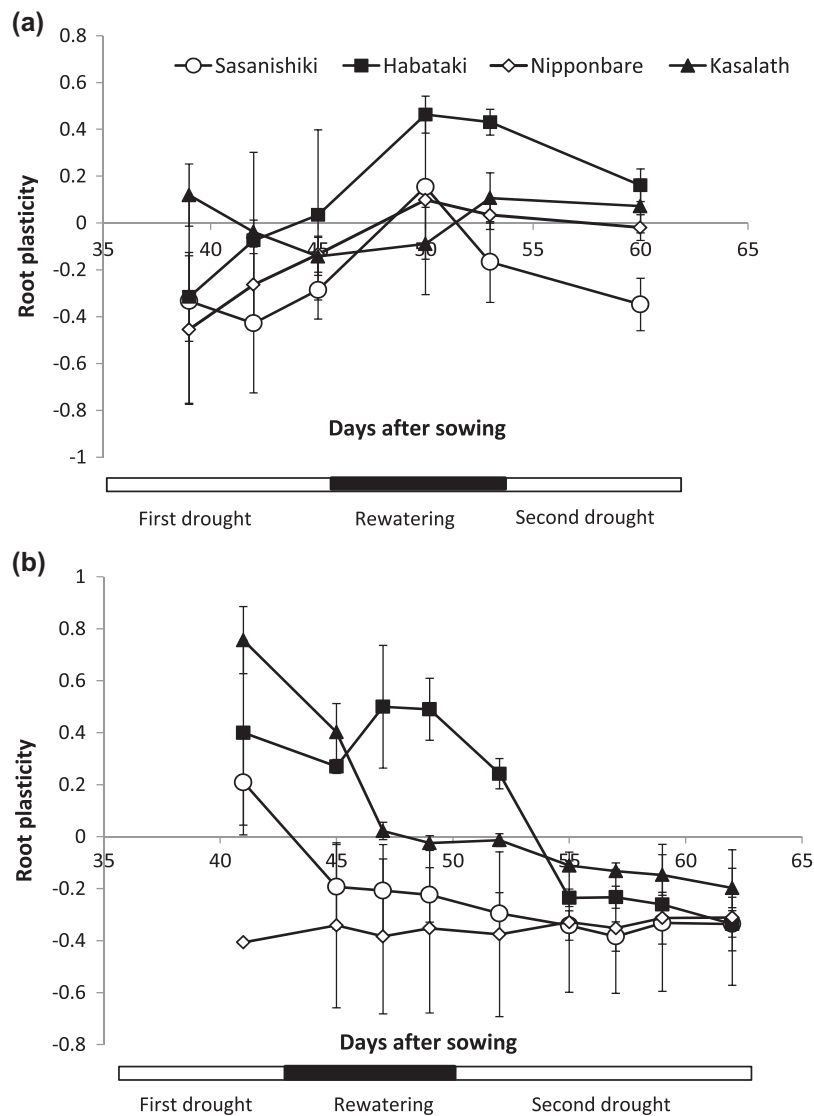 (a)
0.8
Sasanishiki Habataki Nipponbare Kasalath
0.6
0.4
0.2
0
35 40 45 50 55 60 65
-0.2
-0.4
-0.6
-0.8
-1
Root plasticity
Days after sowing
First drought Rewatering Second drought
(b)
1
0.8
0.6
0.4
0.2
0
35 40 45 50 55 60 65
-0.2
-0.4
-0.6
-0.8
Root plasticity
Days after sowing
First drought Rewatering Second drought